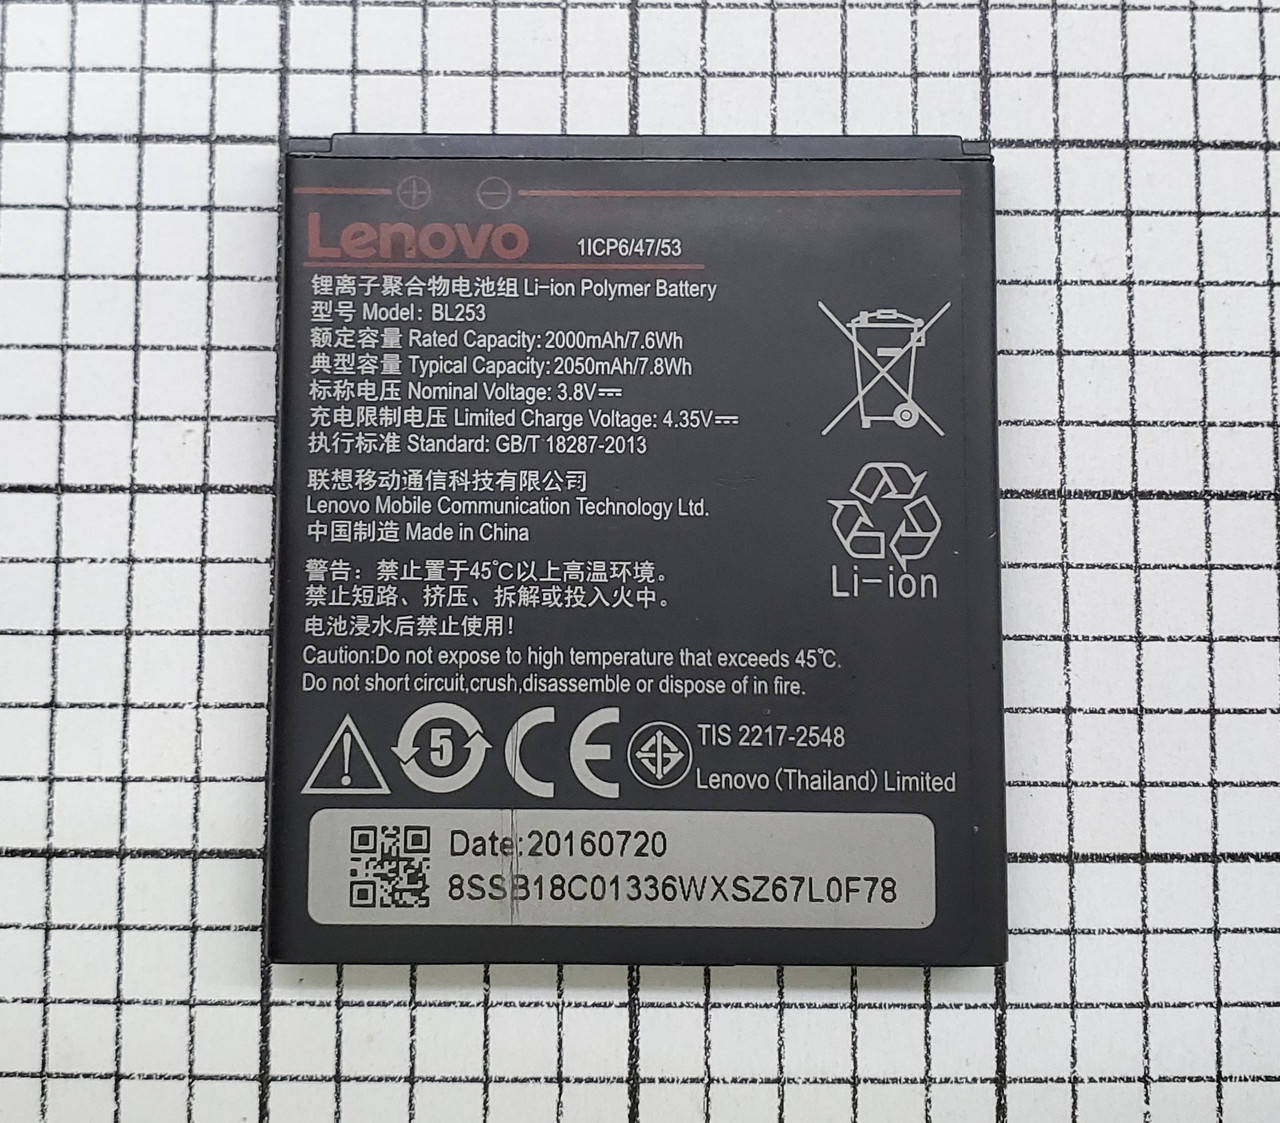 Lenovo 1ICP6/47/53
锂离子聚合物电池组 Li-ion Polymer Battery
型号 Model: BL253
额定容量 Rated Capacity: 2000mAh/7.6Wh
典型容量 Typical Capacity: 2050mAh/7.8Wh
标称电压 Nominal Voltage: 3.8V⎓
充电限制电压 Limited Charge Voltage: 4.35V⎓
执行标准 Standard: GB/T 18287-2013
联想移动通信科技有限公司
Lenovo Mobile Communication Technology Ltd.
中国制造 Made in China
Li-ion
警告：禁止置于45℃以上高温环境。
禁止短路、挤压、拆解或投入火中。
电池浸水后禁止使用！
Caution:Do not expose to high temperature that exceeds 45℃.
Do not short circuit,crush,disassemble or dispose of in fire.
5 CE TIS 2217-2548
Lenovo (Thailand) Limited
Date:20160720
8SSB18C01336WXSZ67L0F78